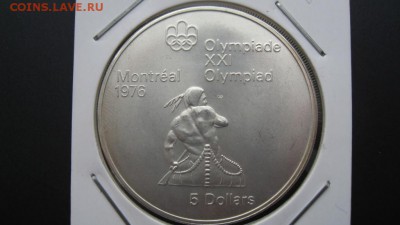 COINS.LAVE.RU
Olympiade
XXI
Olympiad
Montréal
1976
5 Dollars